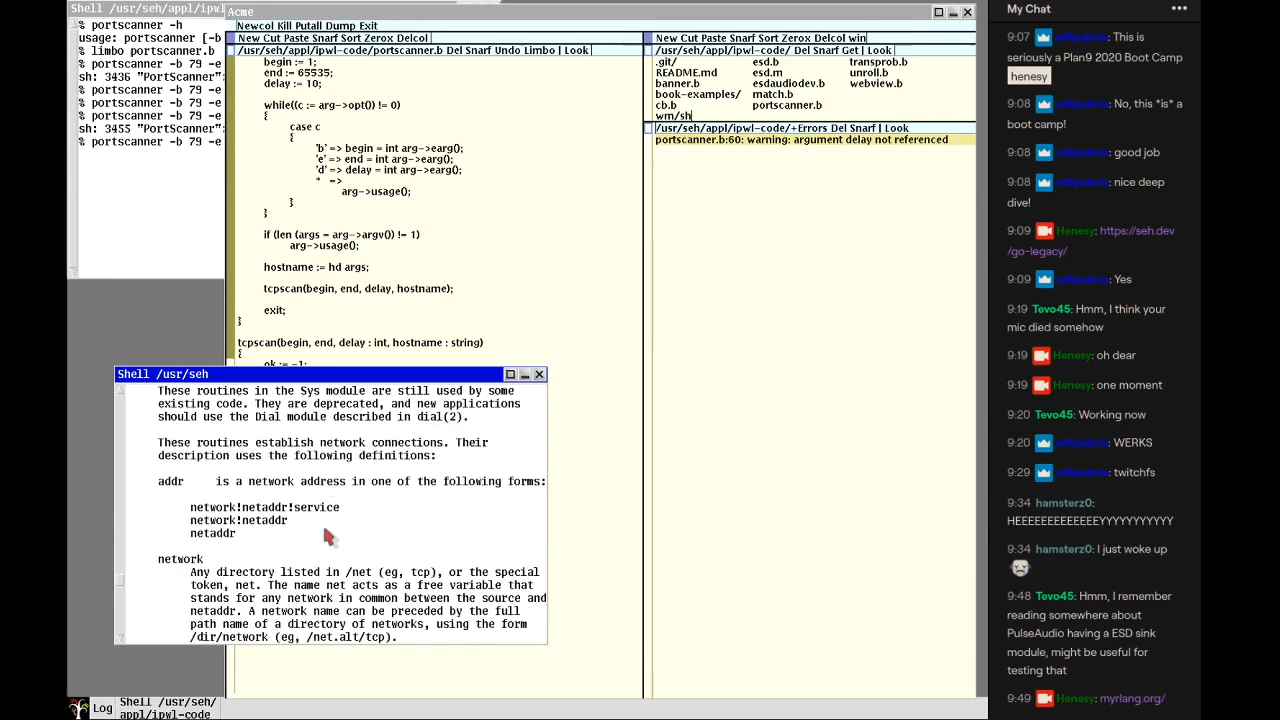 Shell /usr/seh/appl/ipwl
% portscanner -h
usage: portscanner [-b
% limbo portscanner.b
% portscanner -b 79 -e
sh: 3436 "PortScanner":
% portscanner -b 79 -e
% portscanner -b 79 -e
% portscanner -b 79 -e
sh: 3455 "PortScanner":
% portscanner -b 79 -e
Acme
Newcol Kill Putall Dump Exit
New Cut Paste Snarf Sort Zerox Delcol
/usr/seh/appl/ipwl-code/portscanner.b Del Snarf Undo Limbo | Look
begin := 1;
end := 65535;
delay := 10;
while((c := arg->opt()) != 0)
{
case c
{
'b' => begin = int arg->earg();
'e' => end = int arg->earg();
'd' => delay = int arg->earg();
* =>
arg->usage();
}
}
if (len (args = arg->argv()) != 1)
arg->usage();
hostname := hd args;
tcpscan(begin, end, delay, hostname);
exit;
}
tcpscan(begin, end, delay : int, hostname : string)
{
ok := -1;
New Cut Paste Snarf Sort Zerox Delcol win
/usr/seh/appl/ipwl-code/ Del Snarf Get | Look
.git/ esd.b transprob.b
README.md esd.m unroll.b
banner.b esdaudiodev.b webview.b
book-examples/ match.b
cb.b portscanner.b
wm/sh
/usr/seh/appl/ipwl-code/+Errors Del Snarf | Look
portscanner.b:60: warning: argument delay not referenced
Shell /usr/seh
These routines in the Sys module are still used by some
existing code. They are deprecated, and new applications
should use the Dial module described in dial(2).
These routines establish network connections. Their
description uses the following definitions:
addr is a network address in one of the following forms:
network!netaddr!service
network!netaddr
netaddr
network
Any directory listed in /net (eg, tcp), or the special
token, net. The name net acts as a free variable that
stands for any network in common between the source and
netaddr. A network name can be preceded by the full
path name of a directory of networks, using the form
/dir/network (eg, /net.alt/tcp).
Log
Shell /usr/seh/
appl/ipwl-code
My Chat
9:07 sdfpubnix: This is
seriously a Plan9 2020 Boot Camp
henesy
9:08 sdfpubnix: No, this *is* a
boot camp!
9:08 sdfpubnix: good job
9:08 sdfpubnix: nice deep
dive!
9:09 Henesy: https://seh.dev
/go-legacy/
9:09 sdfpubnix: Yes
9:19 Tevo45: Hmm, I think your
mic died somehow
9:19 Henesy: oh dear
9:19 Henesy: one moment
9:20 Tevo45: Working now
9:20 sdfpubnix: WERKS
9:29 sdfpubnix: twitchfs
9:34 hamsterz0:
HEEEEEEEEEEEEYYYYYYYYYYY
9:34 hamsterz0: I just woke up
9:48 Tevo45: Hmm, I remember
reading somewhere about
PulseAudio having a ESD sink
module, might be useful for
testing that
9:49 Henesy: myrlang.org/